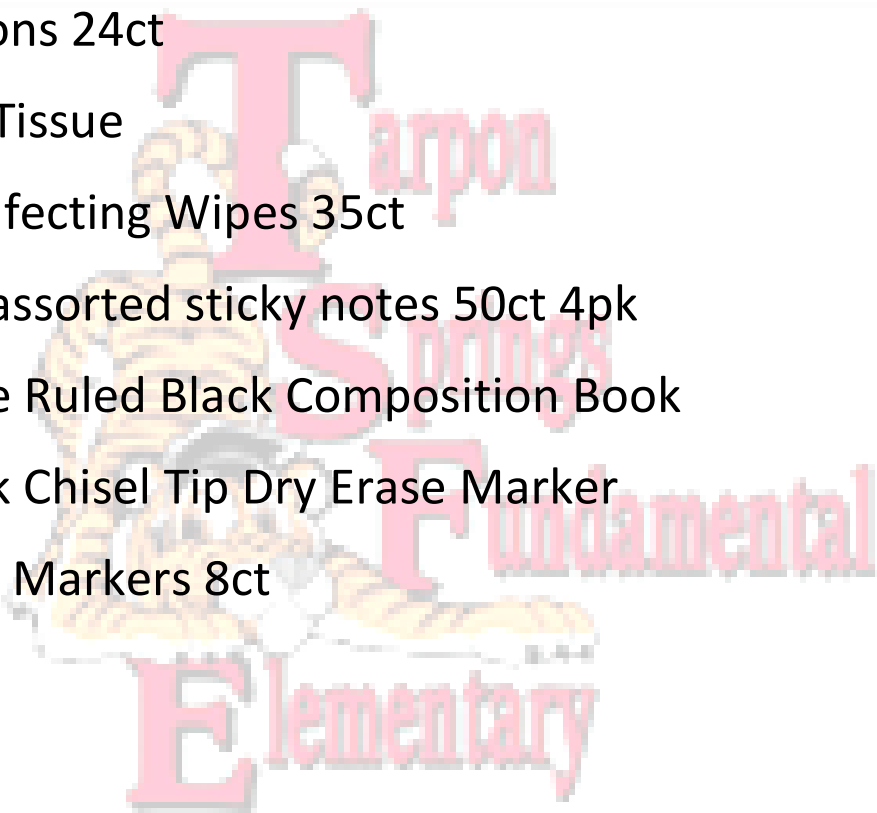 ons 24ct
Tissue
fecting Wipes 35ct
assorted sticky notes 50ct 4pk
e Ruled Black Composition Book
k Chisel Tip Dry Erase Marker
Markers 8ct
Tarpon
Springs
Fundamental
Elementary